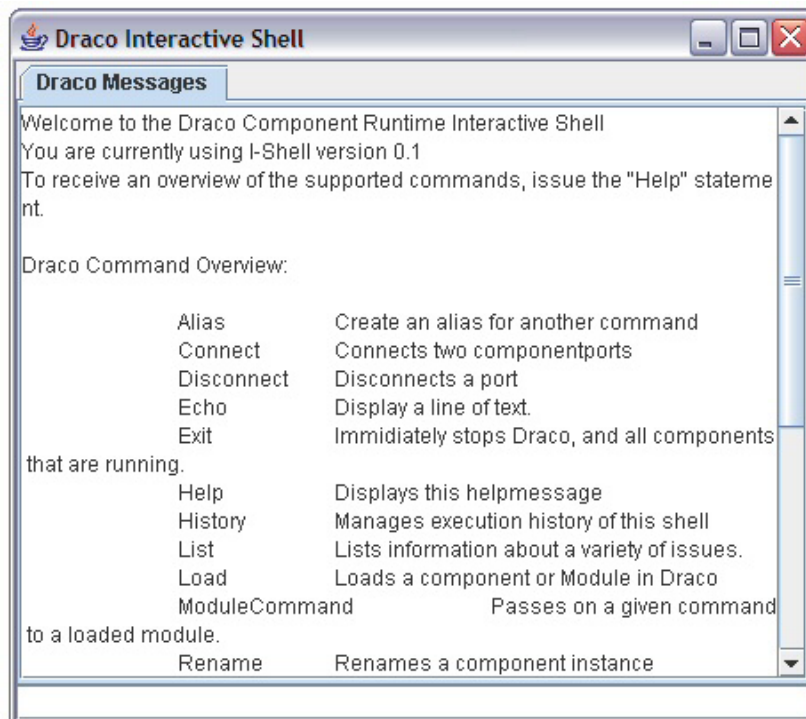 Draco Interactive Shell
Draco Messages
Welcome to the Draco Component Runtime Interactive Shell
You are currently using I-Shell version 0.1
To receive an overview of the supported commands, issue the "Help" stateme
nt.
Draco Command Overview:
Alias Create an alias for another command
Connect Connects two componentports
Disconnect Disconnects a port
Echo Display a line of text.
Exit Immidiately stops Draco, and all components
that are running.
Help Displays this helpmessage
History Manages execution history of this shell
List Lists information about a variety of issues.
Load Loads a component or Module in Draco
ModuleCommand Passes on a given command
to a loaded module.
Rename Renames a component instance